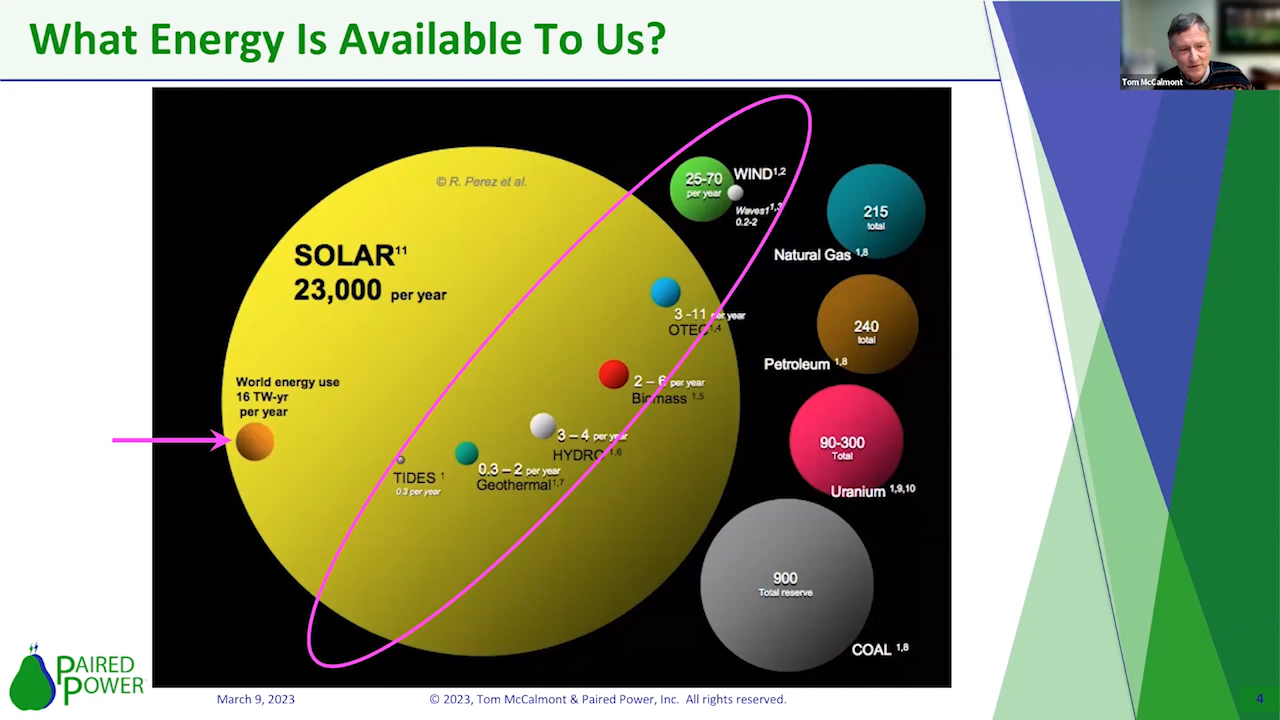 What Energy Is Available To Us?
Tom McCalmont
© R. Perez et al.
SOLAR11
23,000 per year
World energy use
16 TW-yr
per year
25-70
per year
WIND1,2
Waves11,3
0.2-2
3 -11 per year
OTEC1,4
2 – 6 per year
Biomass 1,5
3 – 4 per year
HYDRO1,6
0.3 – 2 per year
Geothermal1,7
TIDES 1
0.3 per year
215
total
Natural Gas 1,8
240
total
Petroleum 1,8
90-300
Total
Uranium 1,9,10
900
Total reserve
COAL 1,8
PAIRED
POWER
March 9, 2023
© 2023, Tom McCalmont & Paired Power, Inc. All rights reserved.
4